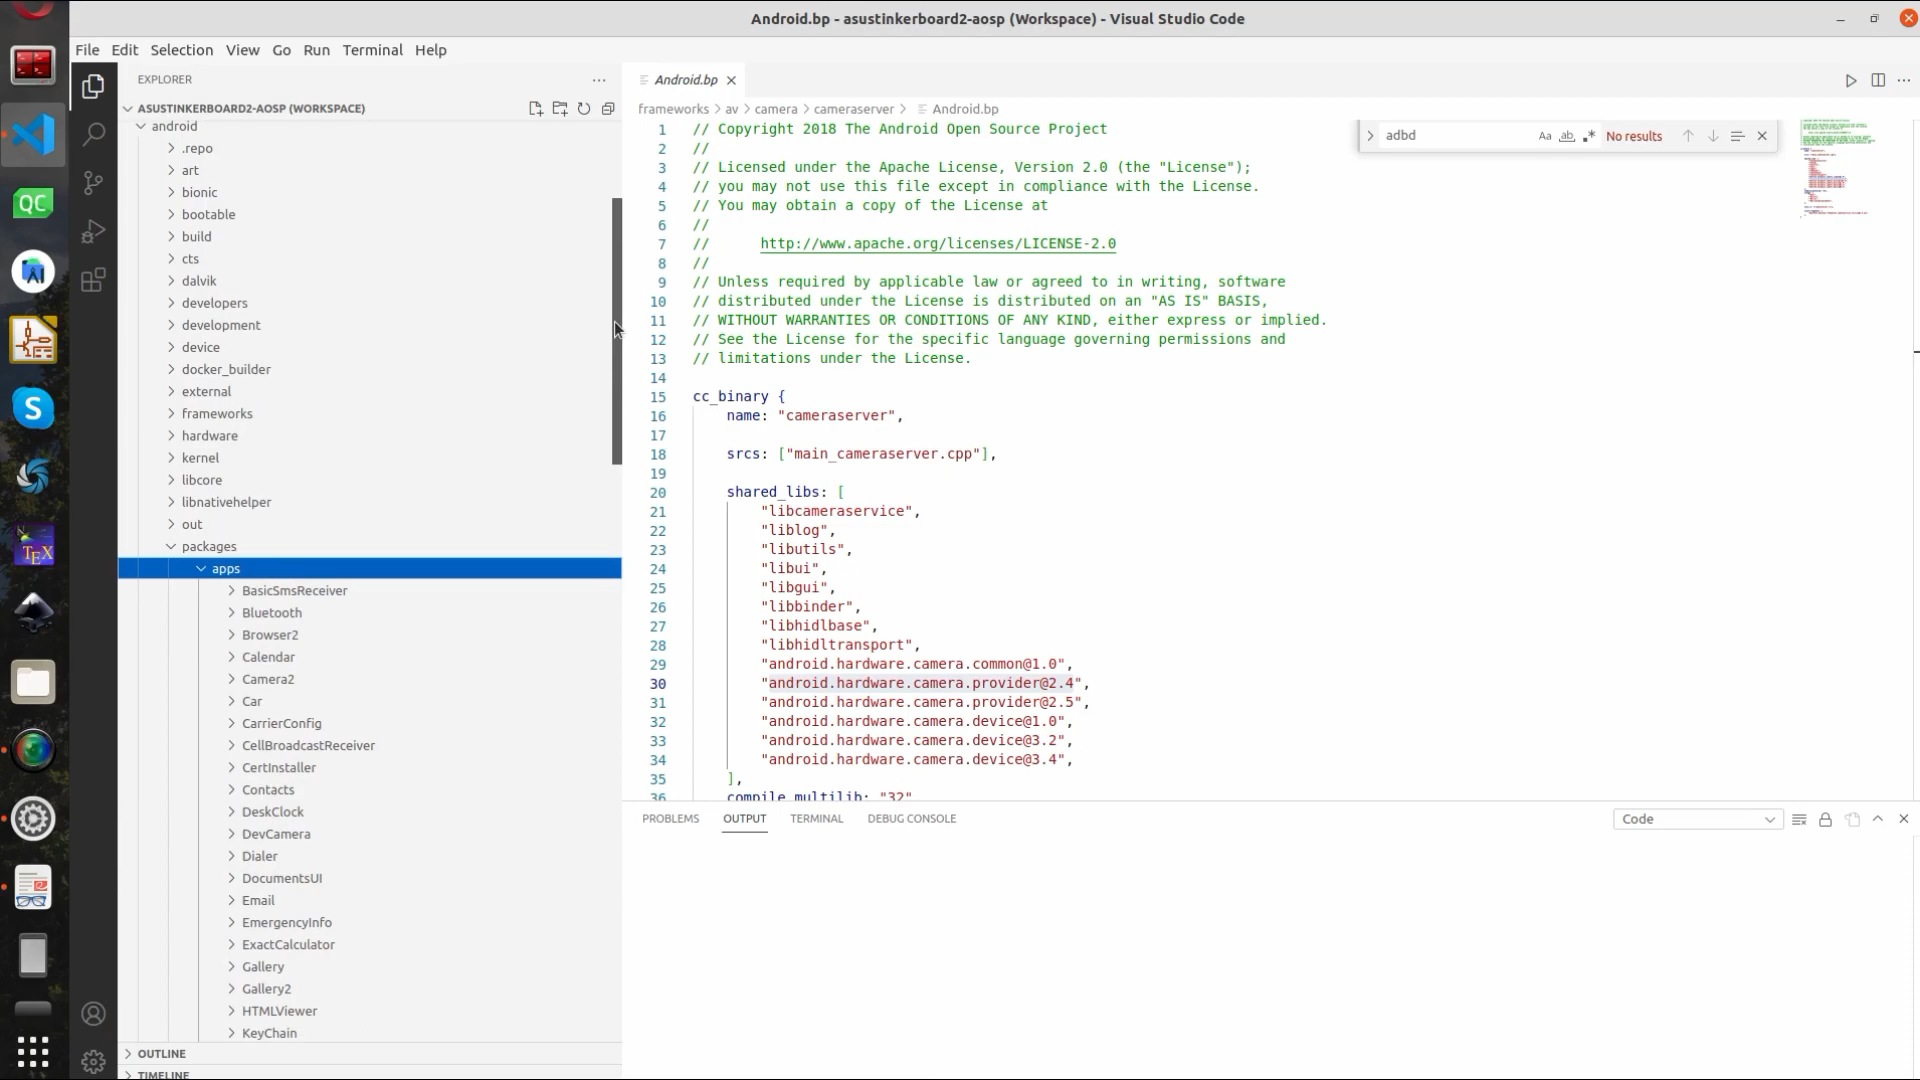 Android.bp - asustinkerboard2-aosp (Workspace) - Visual Studio Code
File Edit Selection View Go Run Terminal Help
EXPLORER
ASUSTINKERBOARD2-AOSP (WORKSPACE)
android
.repo
art
bionic
bootable
build
cts
dalvik
developers
development
device
docker_builder
external
frameworks
hardware
kernel
libcore
libnativehelper
out
packages
apps
BasicSmsReceiver
Bluetooth
Browser2
Calendar
Camera2
Car
CarrierConfig
CellBroadcastReceiver
CertInstaller
Contacts
DeskClock
DevCamera
Dialer
DocumentsUI
Email
EmergencyInfo
ExactCalculator
Gallery
Gallery2
HTMLViewer
KeyChain
OUTLINE
TIMELINE
QC
TEX
Android.bp
frameworks > av > camera > cameraserver > Android.bp
adbd
Aa ab
No results
1 // Copyright 2018 The Android Open Source Project
2 //
3 // Licensed under the Apache License, Version 2.0 (the "License");
4 // you may not use this file except in compliance with the License.
5 // You may obtain a copy of the License at
6 //
7 // http://www.apache.org/licenses/LICENSE-2.0
8 //
9 // Unless required by applicable law or agreed to in writing, software
10 // distributed under the License is distributed on an "AS IS" BASIS,
11 // WITHOUT WARRANTIES OR CONDITIONS OF ANY KIND, either express or implied.
12 // See the License for the specific language governing permissions and
13 // limitations under the License.
14
15 cc_binary {
16 name: "cameraserver",
17
18 srcs: ["main_cameraserver.cpp"],
19
20 shared_libs: [
21 "libcameraservice",
22 "liblog",
23 "libutils",
24 "libui",
25 "libgui",
26 "libbinder",
27 "libhidlbase",
28 "libhidltransport",
29 "android.hardware.camera.common@1.0",
30 "android.hardware.camera.provider@2.4",
31 "android.hardware.camera.provider@2.5",
32 "android.hardware.camera.device@1.0",
33 "android.hardware.camera.device@3.2",
34 "android.hardware.camera.device@3.4",
35 ],
36 compile_multilib: "32"
PROBLEMS OUTPUT TERMINAL DEBUG CONSOLE
Code